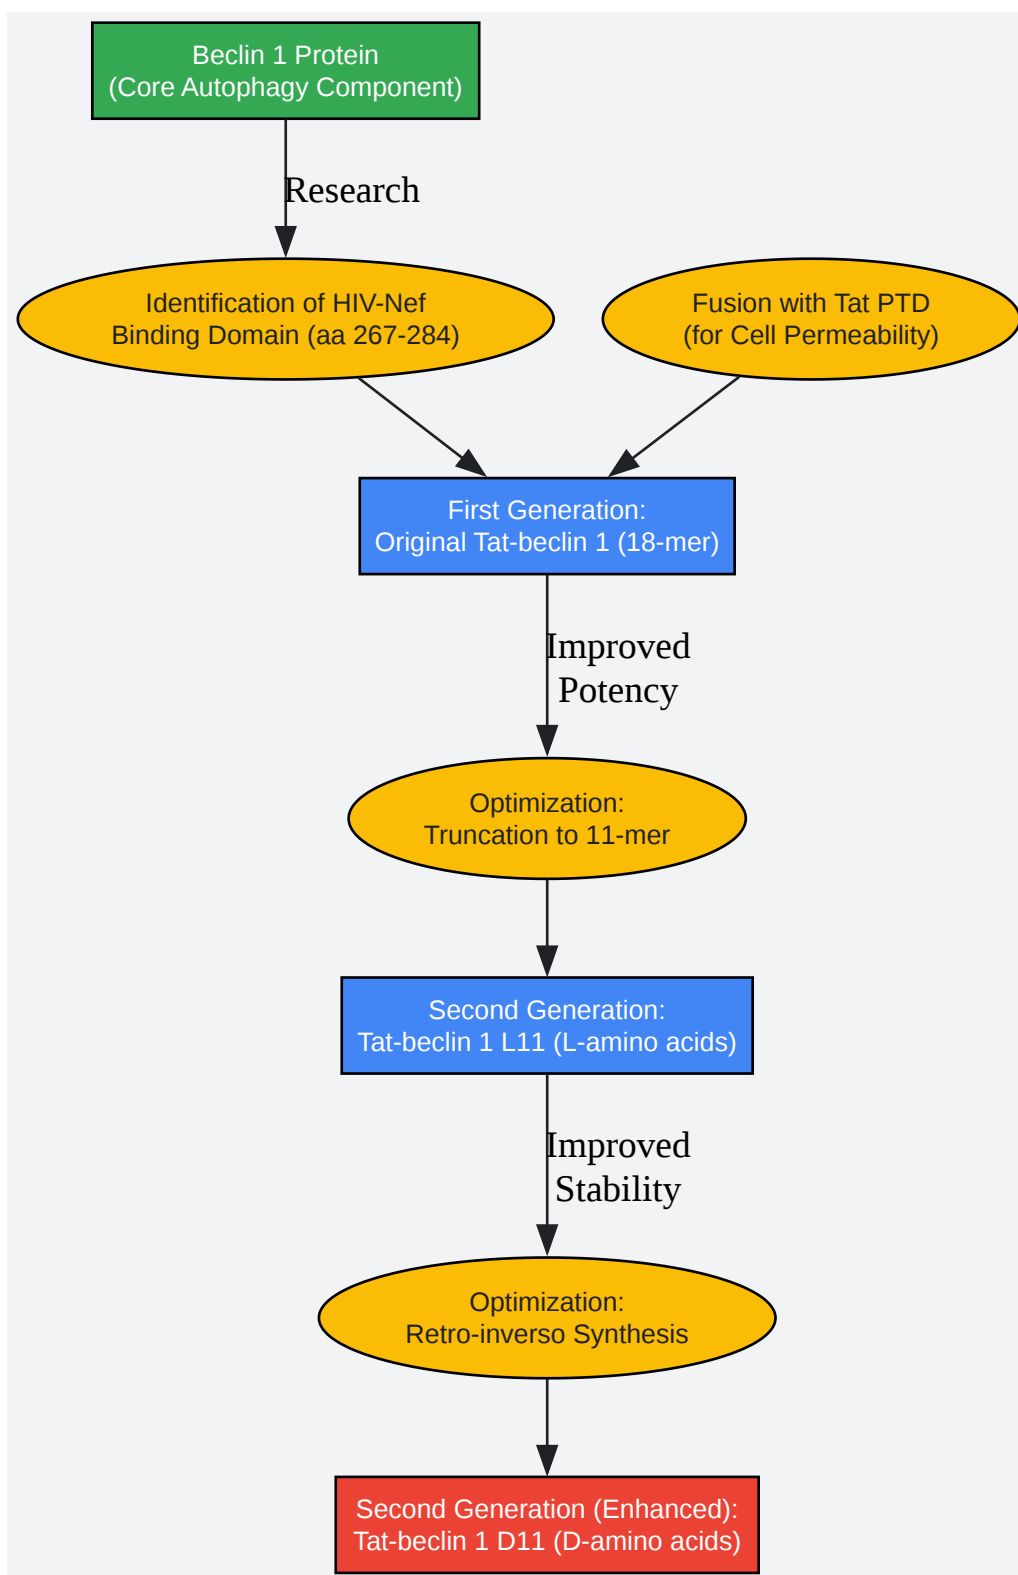 Beclin 1 Protein
(Core Autophagy Component)
Research
Identification of HIV-Nef
Binding Domain (aa 267-284)
Fusion with Tat PTD
(for Cell Permeability)
First Generation:
Original Tat-beclin 1 (18-mer)
Improved
Potency
Optimization:
Truncation to 11-mer
Second Generation:
Tat-beclin 1 L11 (L-amino acids)
Improved
Stability
Optimization:
Retro-inverso Synthesis
Second Generation (Enhanced):
Tat-beclin 1 D11 (D-amino acids)